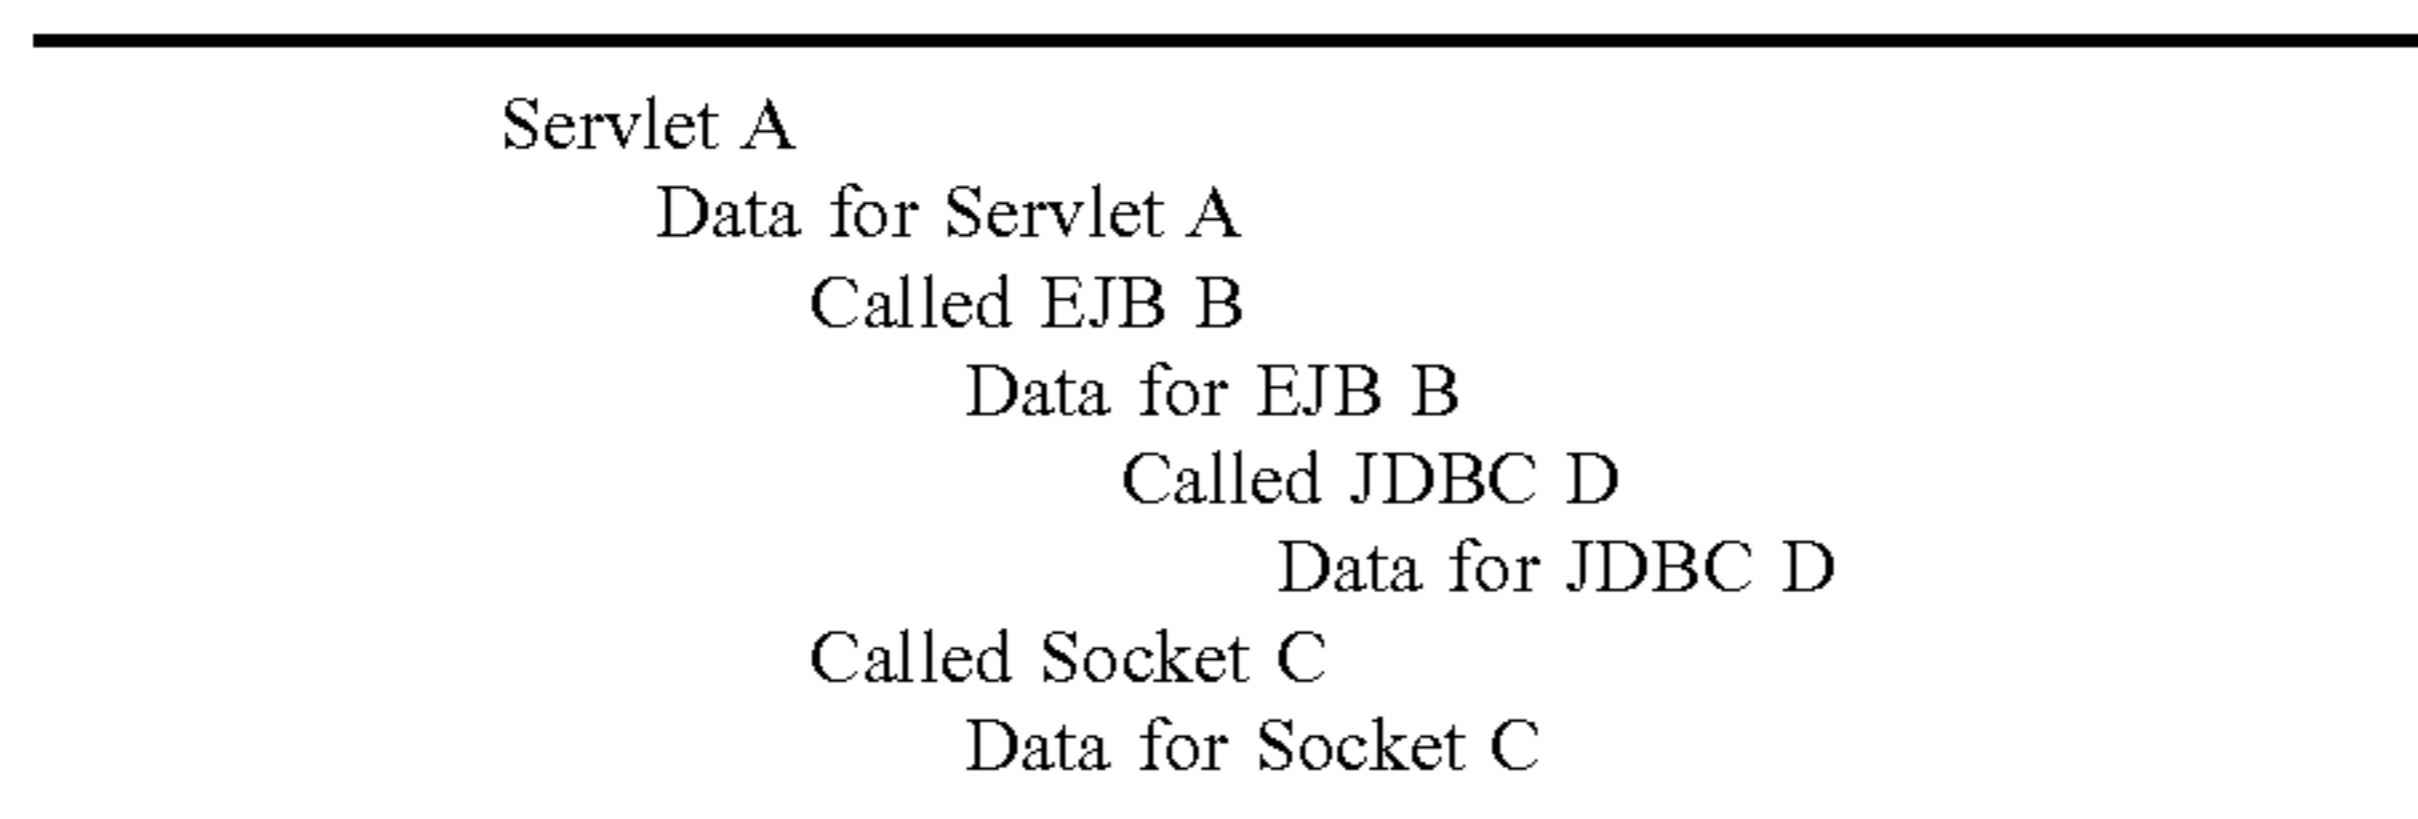 Servlet A
Data for Servlet A
Called EJB B
Data for EJB B
Called JDBC D
Data for JDBC D
Called Socket C
Data for Socket C